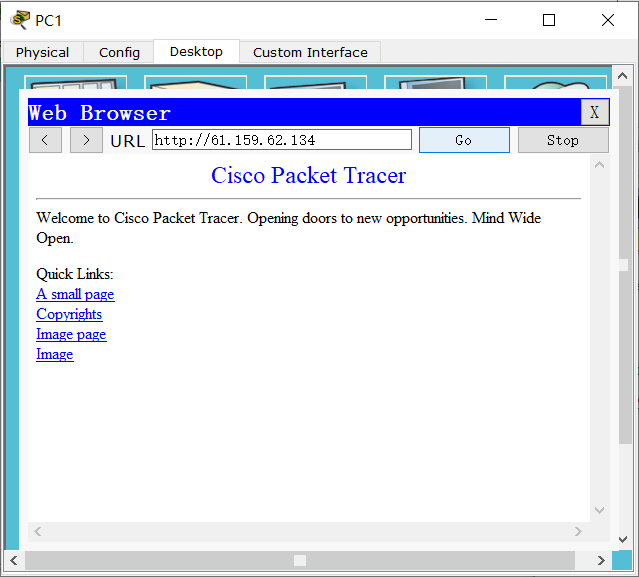 PC1
Physical Config Desktop Custom Interface
Web Browser X
< > URL http://61.159.62.134 Go Stop
Cisco Packet Tracer
Welcome to Cisco Packet Tracer. Opening doors to new opportunities. Mind Wide
Open.
Quick Links:
A small page
Copyrights
Image page
Image